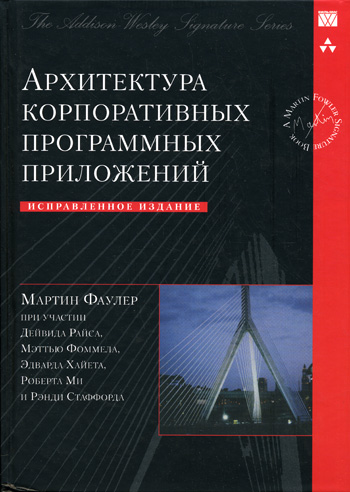 The Addison Wesley Signature Series
АРХИТЕКТУРА
КОРПОРАТИВНЫХ
ПРОГРАММНЫХ
ПРИЛОЖЕНИЙ
A MARTIN FOWLER SIGNATURE BOOK
Martin
ИСПРАВЛЕННОЕ ИЗДАНИЕ
МАРТИН ФАУЛЕР
ПРИ УЧАСТИИ
ДЕЙВИДА РАЙСА,
МЭТТЬЮ ФОММЕЛА,
ЭДВАРДА ХАЙЕТА,
РОБЕРТА МИ
И РЭНДИ СТАФФОРДА